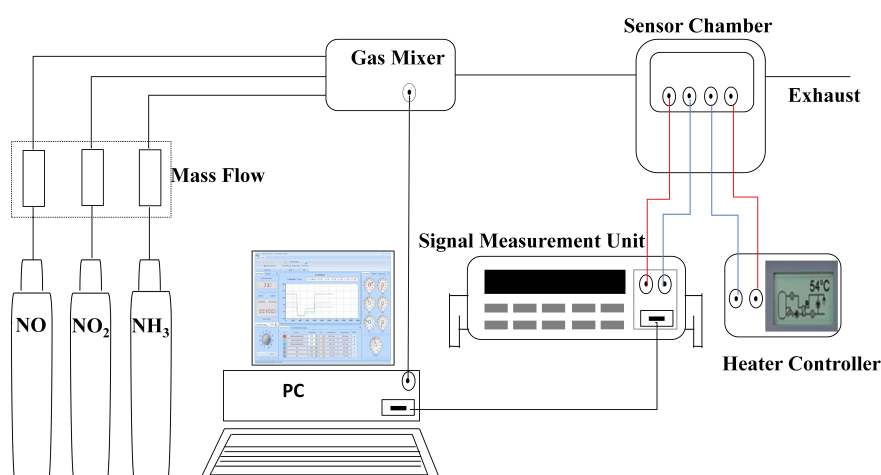 Sensor Chamber
Gas Mixer
Exhaust
Mass Flow
Signal Measurement Unit
54°C
NO
NO₂
NH₃
Heater Controller
PC